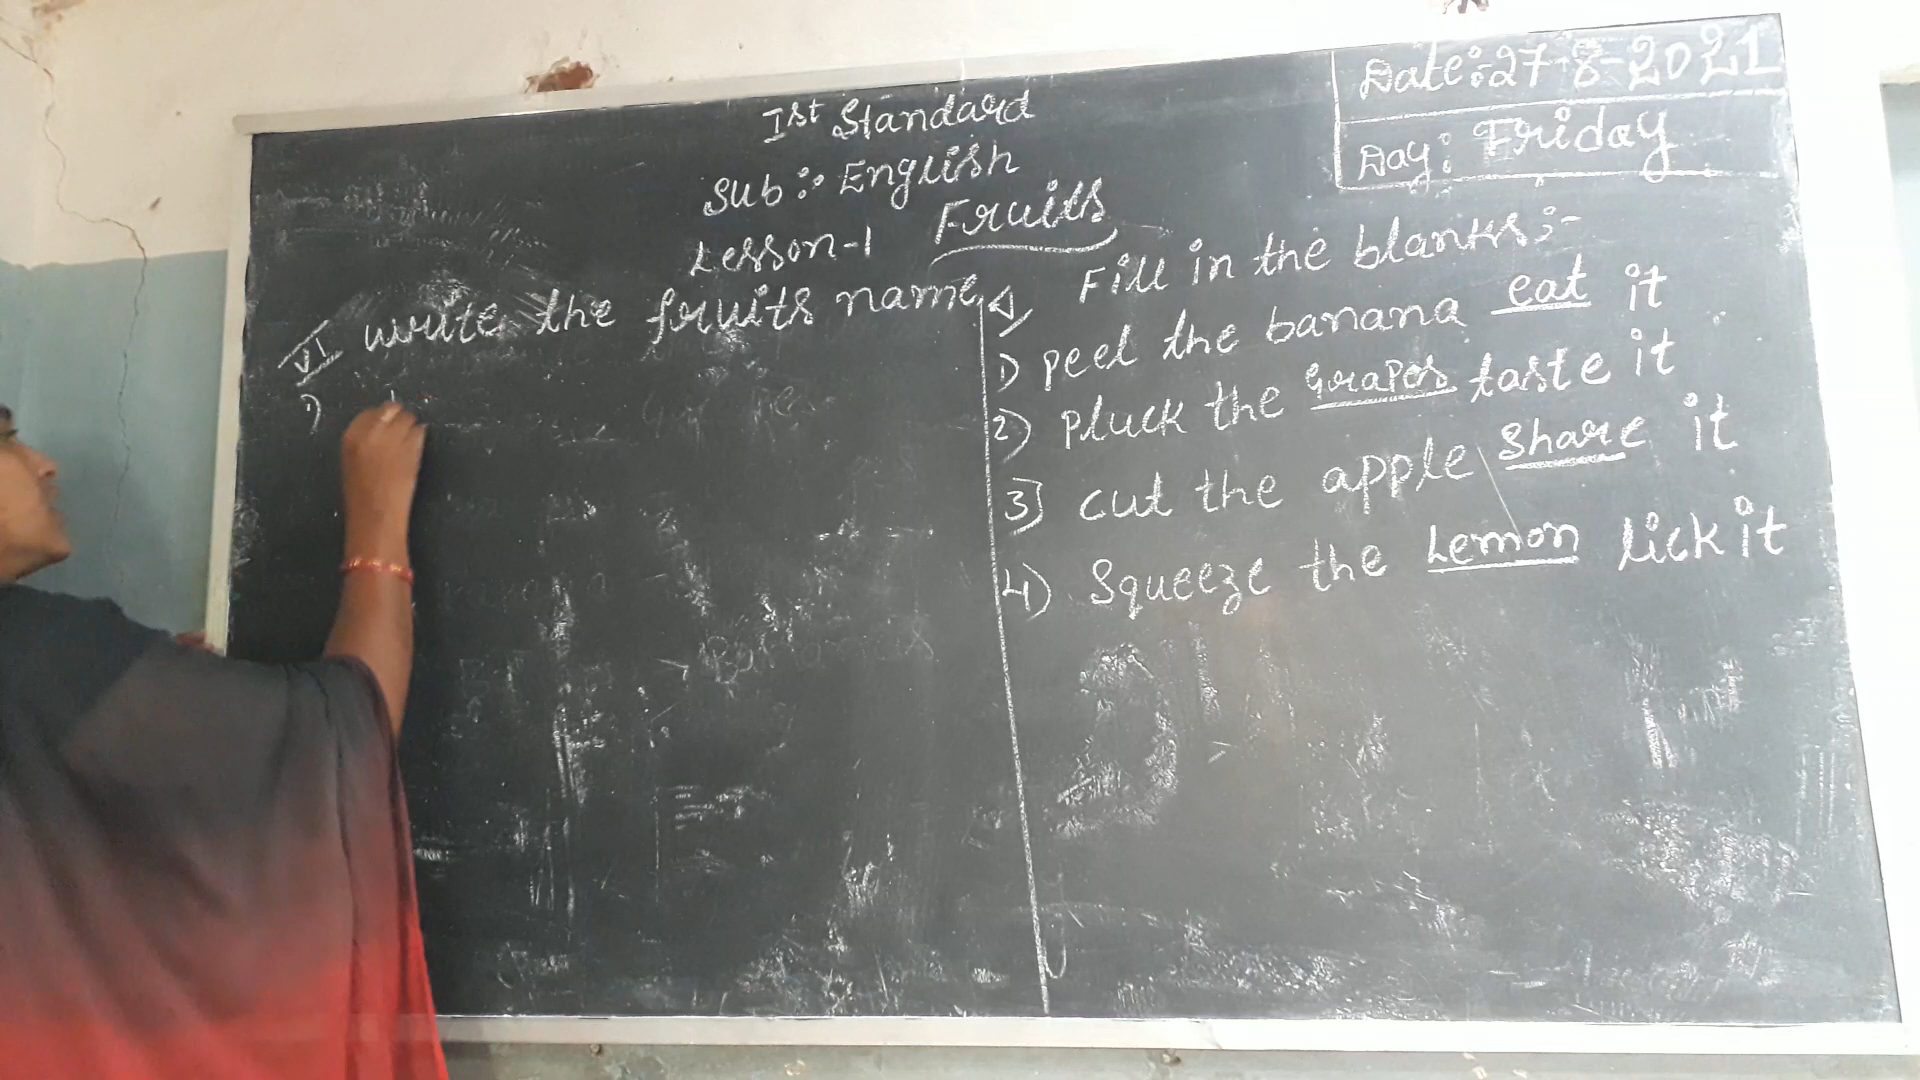 Date: 27-8-2021
Day: Friday
Ist Standard
Sub: English
Lesson-1 Fruits
VI write the fruits name
1)
Fill in the blanks:-
1) peel the banana eat it
2) Pluck the Grapes taste it
3) cut the apple share it
4) Squeeze the Lemon lick it